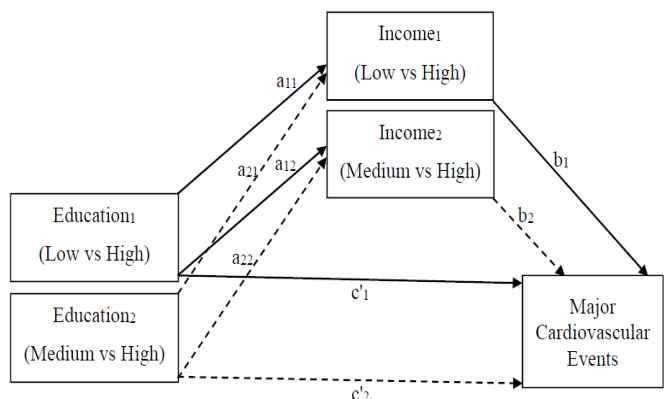 Income₁
(Low vs High)
a₁₁
Income₂
(Medium vs High)
a₂₁
a₁₂
b₁
Education₁
(Low vs High)
b₂
a₂₂
c'₁
Education₂
(Medium vs High)
Major
Cardiovascular
Events
c'₂